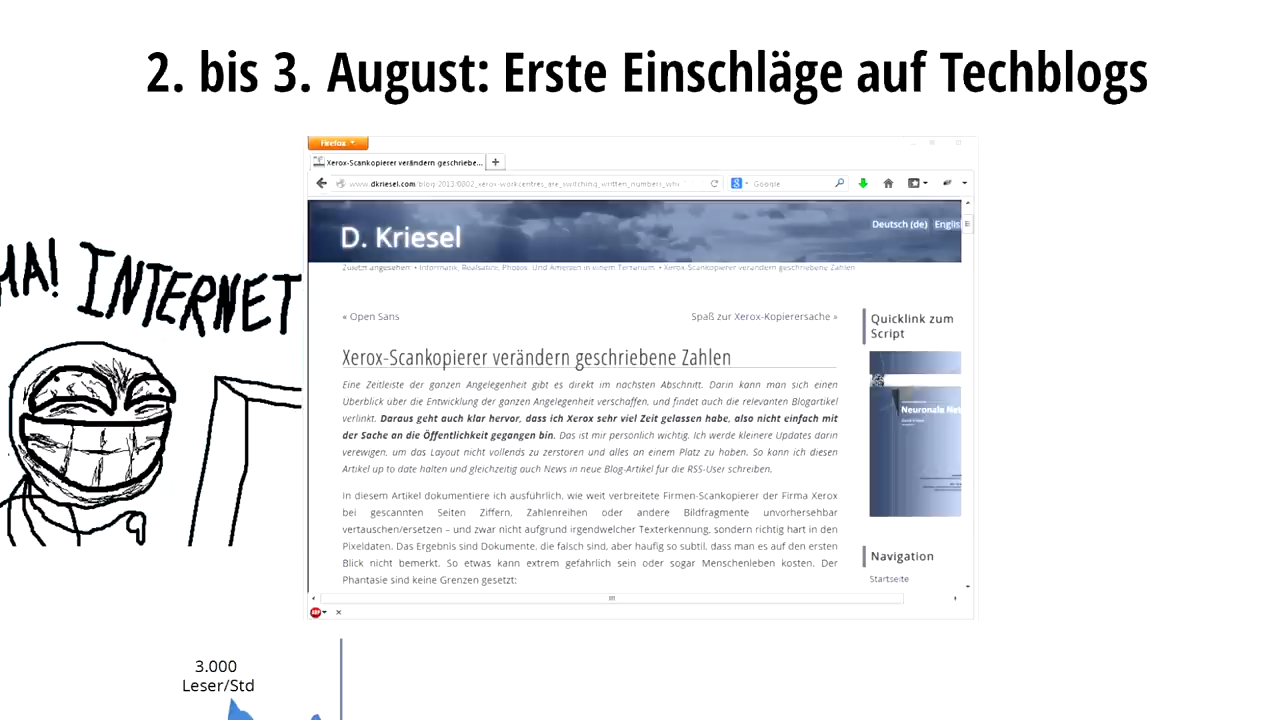 2. bis 3. August: Erste Einschläge auf Techblogs
Firefox
Xerox-Scankopierer verändern geschriebe...
Google
D. Kriesel
Deutsch (de)
Englis
Zuletzt angesehen: • Informatik, Realsatire, Photos. Und Ameisen in einem Terrarium. • Xerox-Scankopierer verändern geschriebene Zahlen
« Open Sans
Spaß zur Xerox-Kopierersache »
Xerox-Scankopierer verändern geschriebene Zahlen
Eine Zeitleiste der ganzen Angelegenheit gibt es direkt im nächsten Abschnitt. Darin kann man sich einen
Überblick über die Entwicklung der ganzen Angelegenheit verschaffen, und findet auch die relevanten Blogartikel
verlinkt. Daraus geht auch klar hervor, dass ich Xerox sehr viel Zeit gelassen habe, also nicht einfach mit
der Sache an die Öffentlichkeit gegangen bin. Das ist mir persönlich wichtig. Ich werde kleinere Updates darin
verewigen, um das Layout nicht vollends zu zerstören und alles an einem Platz zu haben. So kann ich diesen
Artikel up to date halten und gleichzeitig auch News in neue Blog-Artikel für die RSS-User schreiben.
In diesem Artikel dokumentiere ich ausführlich, wie weit verbreitete Firmen-Scankopierer der Firma Xerox
bei gescannten Seiten Ziffern, Zahlenreihen oder andere Bildfragmente unvorhersehbar
vertauschen/ersetzen – und zwar nicht aufgrund irgendwelcher Texterkennung, sondern richtig hart in den
Pixeldaten. Das Ergebnis sind Dokumente, die falsch sind, aber häufig so subtil, dass man es auf den ersten
Blick nicht bemerkt. So etwas kann extrem gefährlich sein oder sogar Menschenleben kosten. Der
Phantasie sind keine Grenzen gesetzt:
Quicklink zum
Script
Neuronale Net
Navigation
Startseite
ABP
HA! INTERNET
3.000
Leser/Std